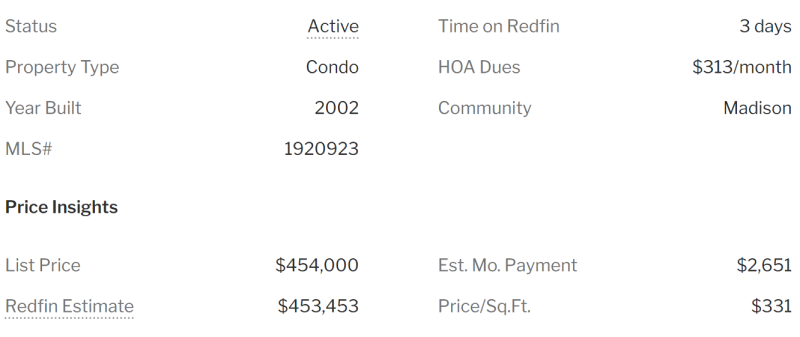 Status Active Time on Redfin 3 days
Property Type Condo HOA Dues $313/month
Year Built 2002 Community Madison
MLS# 1920923
Price Insights
List Price $454,000 Est. Mo. Payment $2,651
Redfin Estimate $453,453 Price/Sq.Ft. $331